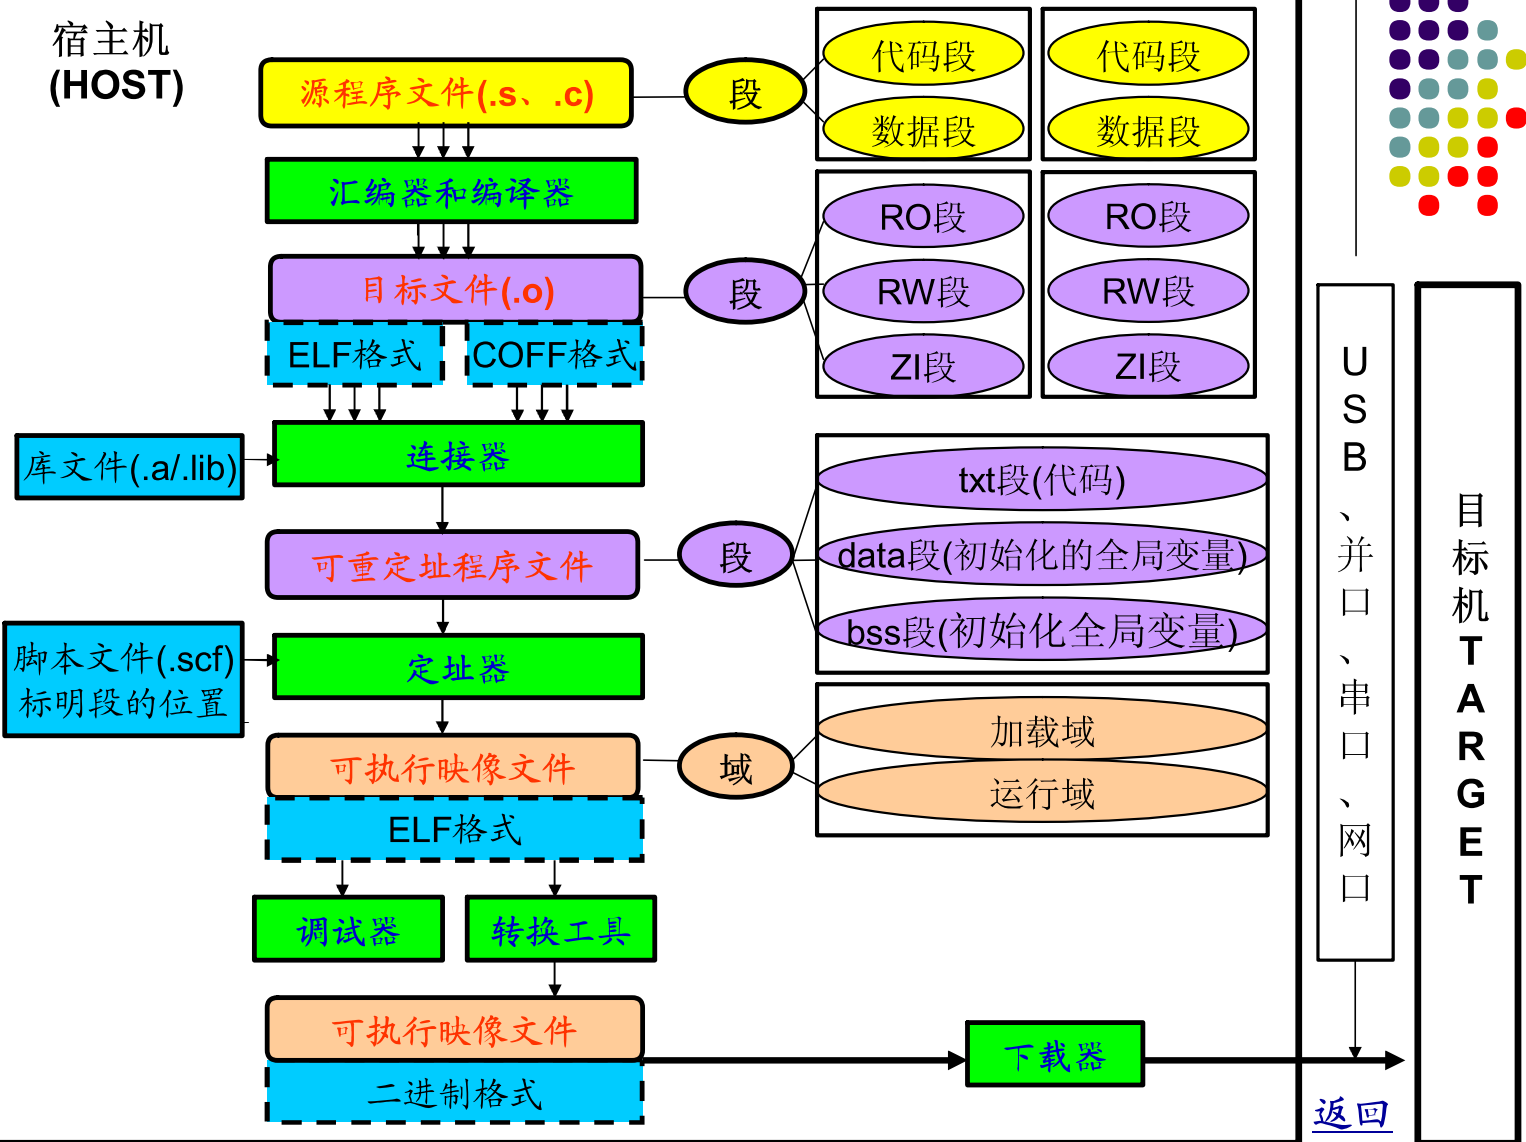 宿主机
(HOST)
源程序文件(.s、.c)
段
代码段
数据段
代码段
数据段
汇编器和编译器
目标文件(.o)
ELF格式
COFF格式
段
RO段
RW段
ZI段
RO段
RW段
ZI段
库文件(.a/.lib)
连接器
可重定址程序文件
段
txt段(代码)
data段(初始化的全局变量)
bss段(初始化全局变量)
脚本文件(.scf)
标明段的位置
定址器
可执行映像文件
ELF格式
域
加载域
运行域
调试器
转换工具
可执行映像文件
二进制格式
下载器
USB、并口、串口、网口
目标机TARGET
返回